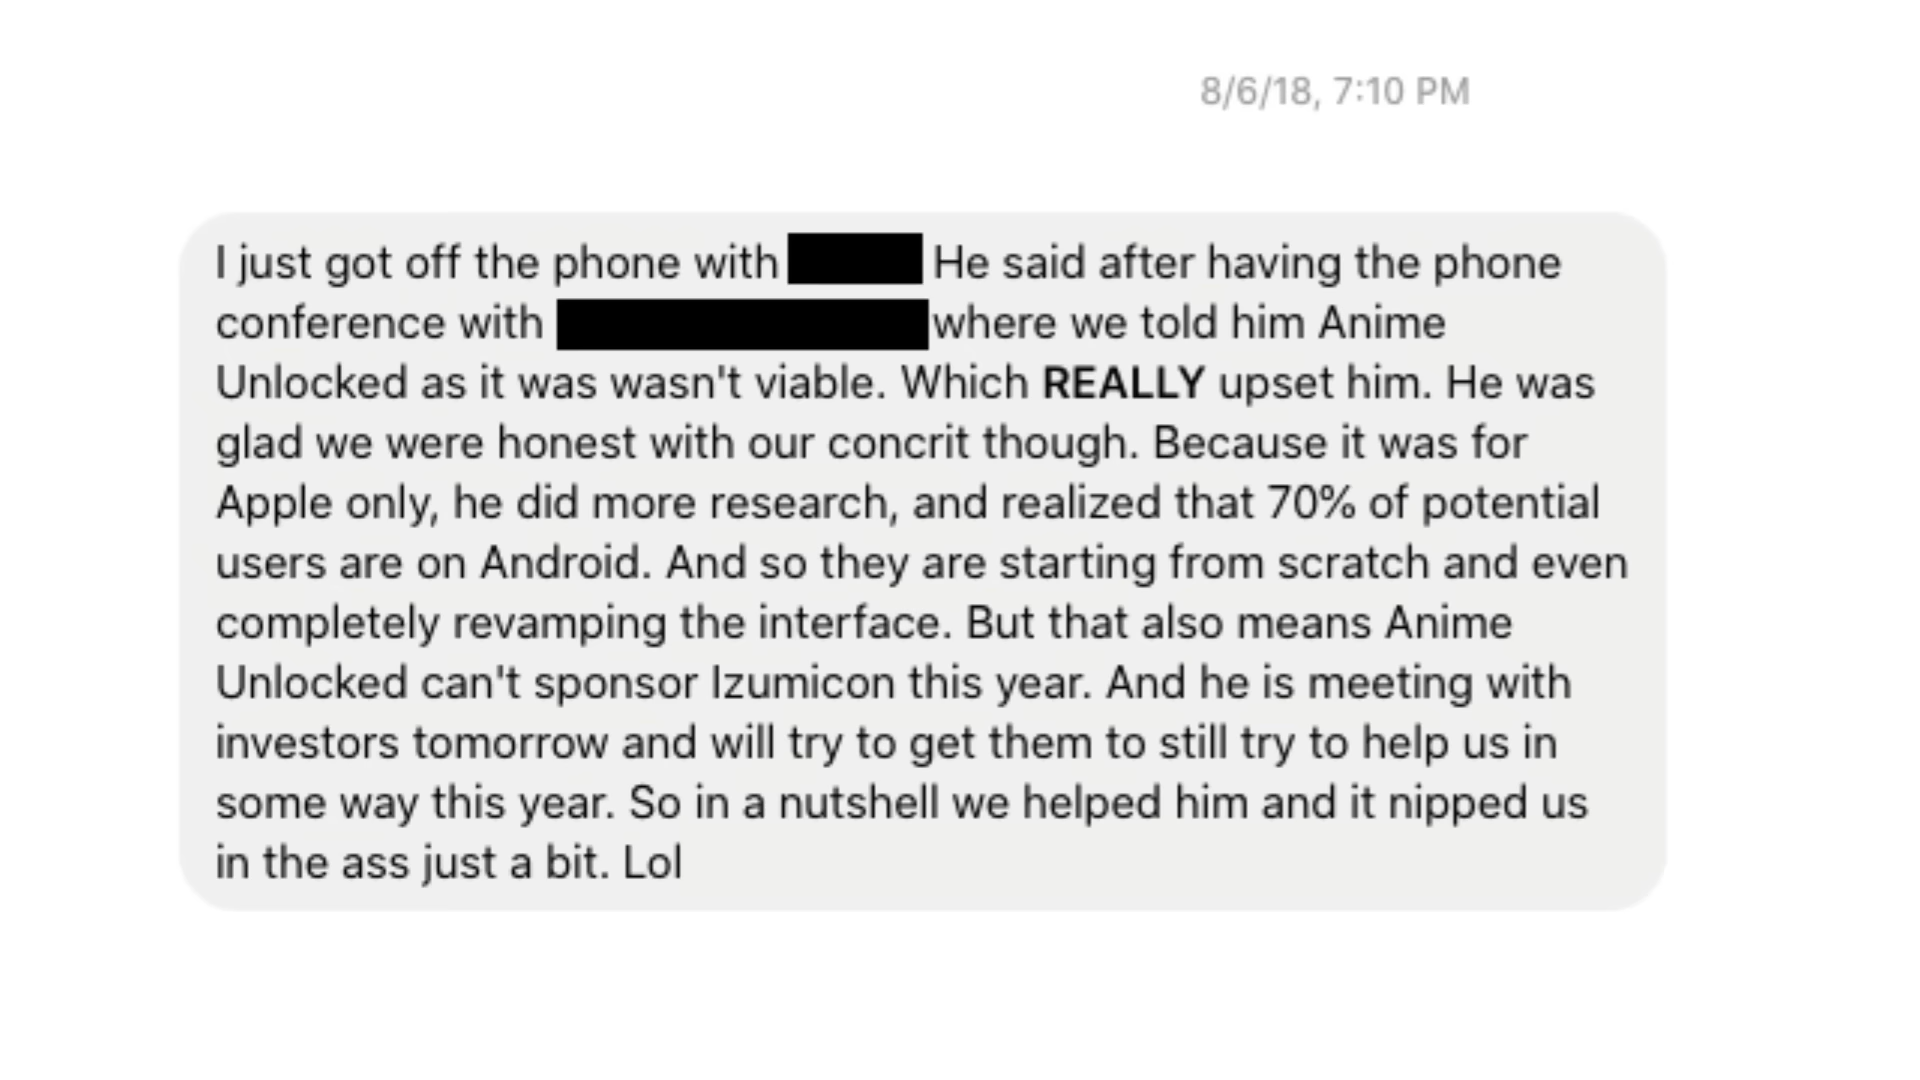 8/6/18, 7:10 PM
I just got off the phone with He said after having the phone
conference with where we told him Anime
Unlocked as it was wasn't viable. Which REALLY upset him. He was
glad we were honest with our concrit though. Because it was for
Apple only, he did more research, and realized that 70% of potential
users are on Android. And so they are starting from scratch and even
completely revamping the interface. But that also means Anime
Unlocked can't sponsor Izumicon this year. And he is meeting with
investors tomorrow and will try to get them to still try to help us in
some way this year. So in a nutshell we helped him and it nipped us
in the ass just a bit. Lol